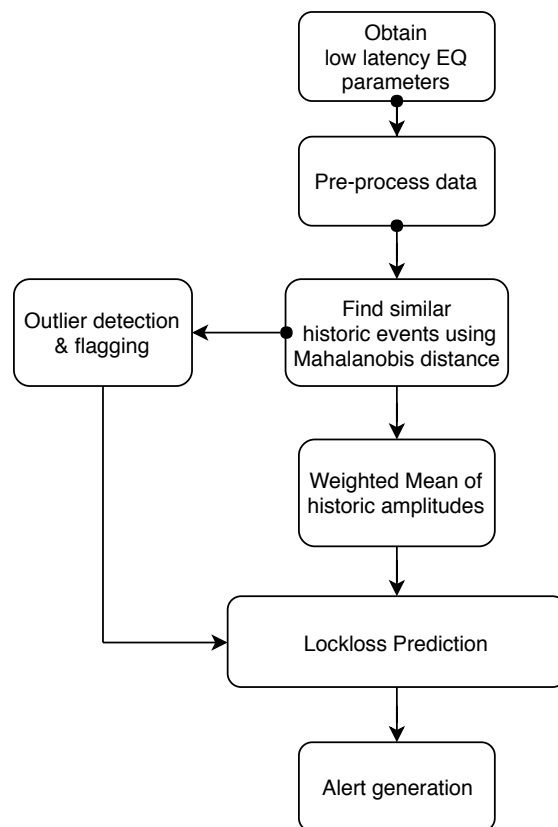 Obtain
low latency EQ
parameters
Pre-process data
Find similar
historic events using
Mahalanobis distance
Outlier detection
& flagging
Weighted Mean of
historic amplitudes
Lockloss Prediction
Alert generation